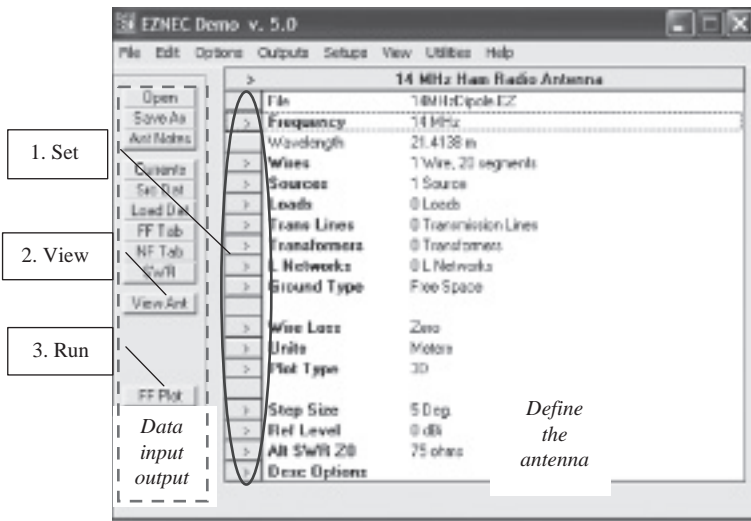 EZNEC Demo v. 5.0
File Edit Options Outputs Setups View Utilities Help
> 14 MHz Ham Radio Antenna
Open
Save As
Ant Notes
Currents
Src Dat
Load Dat
FF Tab
NF Tab
SWR
View Ant
FF Plot
1. Set
2. View
3. Run
Data
input
output
File 14MHzDipole.EZ
> Frequency 14 MHz
Wavelength 21.4138 m
> Wires 1 Wire, 20 segments
> Sources 1 Source
> Loads 0 Loads
> Trans Lines 0 Transmission Lines
> Transformers 0 Transformers
> L Networks 0 L Networks
> Ground Type Free Space
> Wire Loss Zero
> Units Meters
> Plot Type 3D
> Step Size 5 Deg.
> Ref Level 0 dBi
> Alt SWR Z0 75 ohms
> Desc Options
Define
the
antenna